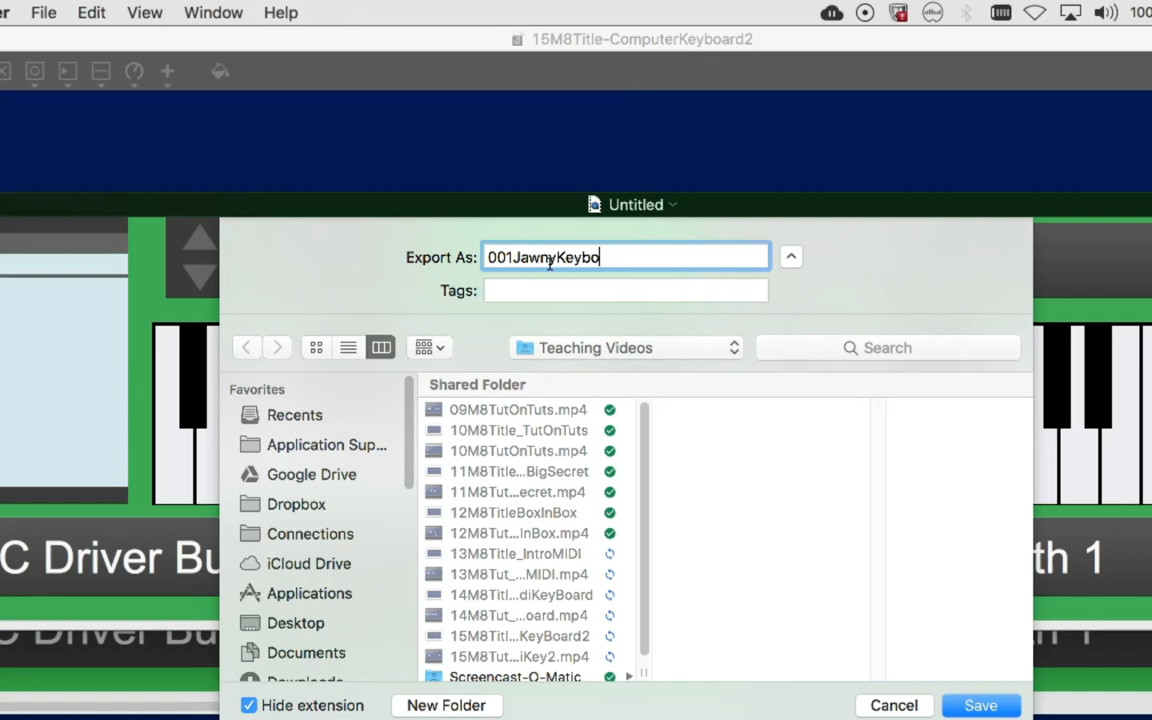 File Edit View Window Help
15M8Title-ComputerKeyboard2
Untitled
Export As: 001JawnyKeybo
Tags:
Teaching Videos
Search
Favorites
Recents
Application Sup...
Google Drive
Dropbox
Connections
iCloud Drive
Applications
Desktop
Documents
Shared Folder
09M8TutOnTuts.mp4
10M8Title_TutOnTuts
10M8TutOnTuts.mp4
11M8Title...BigSecret
11M8Tut...ecret.mp4
12M8TitleBoxInBox
12M8Tut...InBox.mp4
13M8Title_IntroMIDI
13M8Tut_...MIDI.mp4
14M8Titl...diKeyBoard
14M8Tut_...oard.mp4
15M8Titl...KeyBoard2
15M8Tut...iKey2.mp4
Screencast-O-Matic
C Driver Bu
th 1
Hide extension
New Folder
Cancel
Save